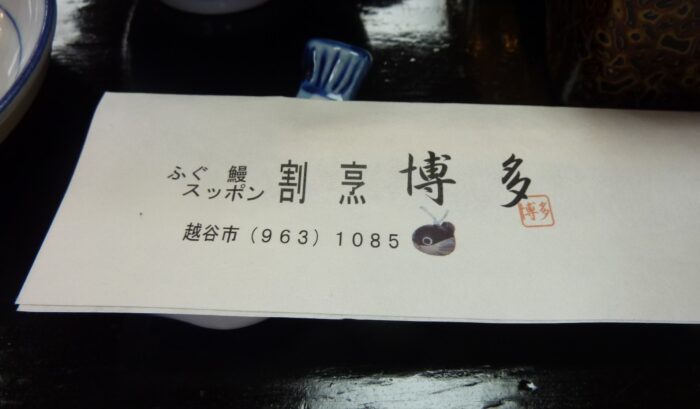 ふぐ 鰻
スッポン
割烹 博多
博多
越谷市(963)1085